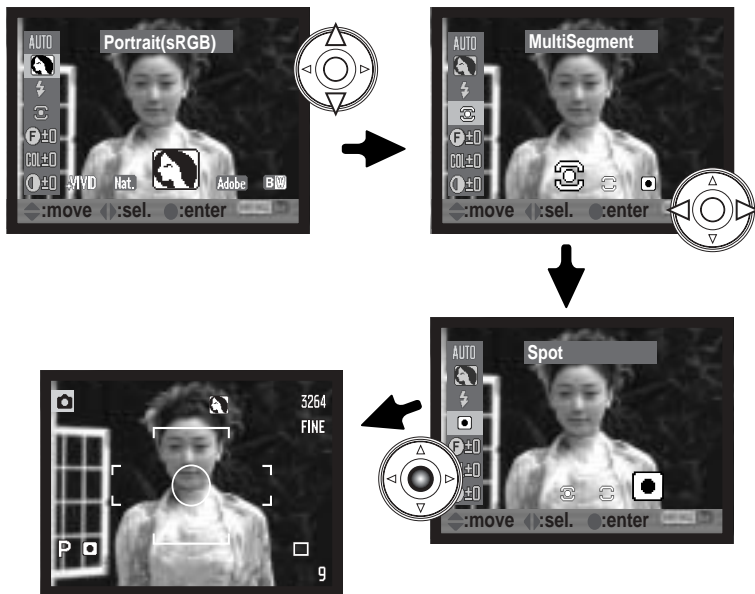 AUTO
Portrait(sRGB)
F±0
COL±0
±0
VIVID Nat. Adobe BW
:move :sel. :enter
AUTO
MultiSegment
F±0
COL±0
±0
:move :sel. :enter
AUTO
Spot
±0
±0
:move :sel. :enter
3264
FINE
P
9